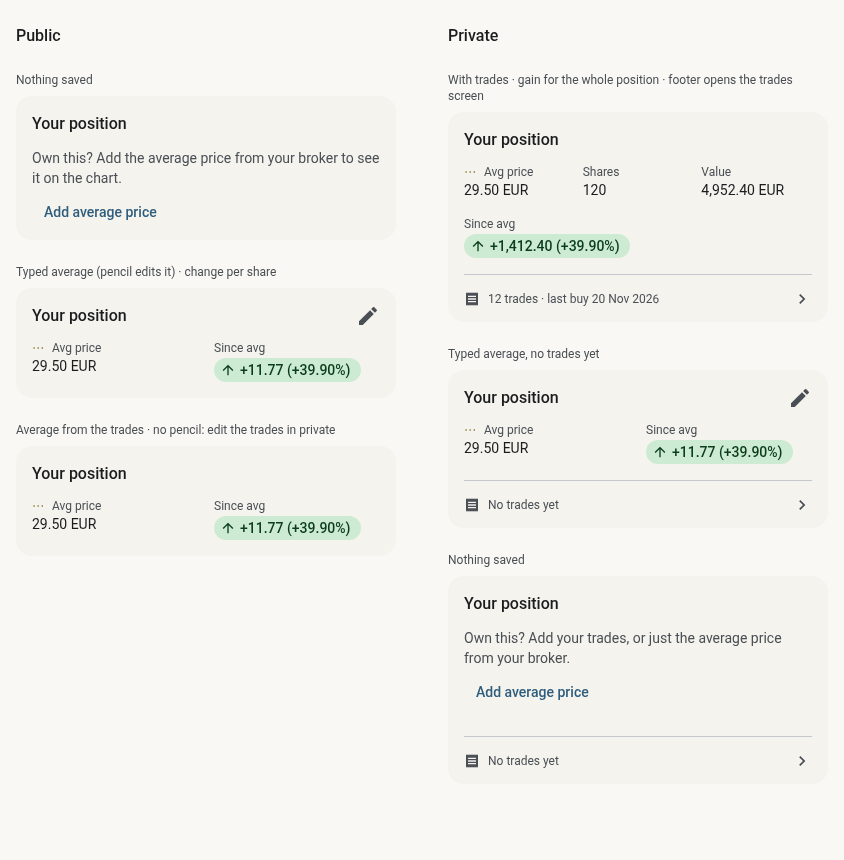 Public
Nothing saved
Your position
Own this? Add the average price from your broker to see
it on the chart.
Add average price
Typed average (pencil edits it) · change per share
Your position
··· Avg price
Since avg
29.50 EUR
+11.77 (+39.90%)
Average from the trades · no pencil: edit the trades in private
Your position
··· Avg price
Since avg
29.50 EUR
+11.77 (+39.90%)
Private
With trades · gain for the whole position · footer opens the trades
screen
Your position
··· Avg price
Shares
Value
29.50 EUR
120
4,952.40 EUR
Since avg
+1,412.40 (+39.90%)
12 trades · last buy 20 Nov 2026
Typed average, no trades yet
Your position
··· Avg price
Since avg
29.50 EUR
+11.77 (+39.90%)
No trades yet
Nothing saved
Your position
Own this? Add your trades, or just the average price
from your broker.
Add average price
No trades yet